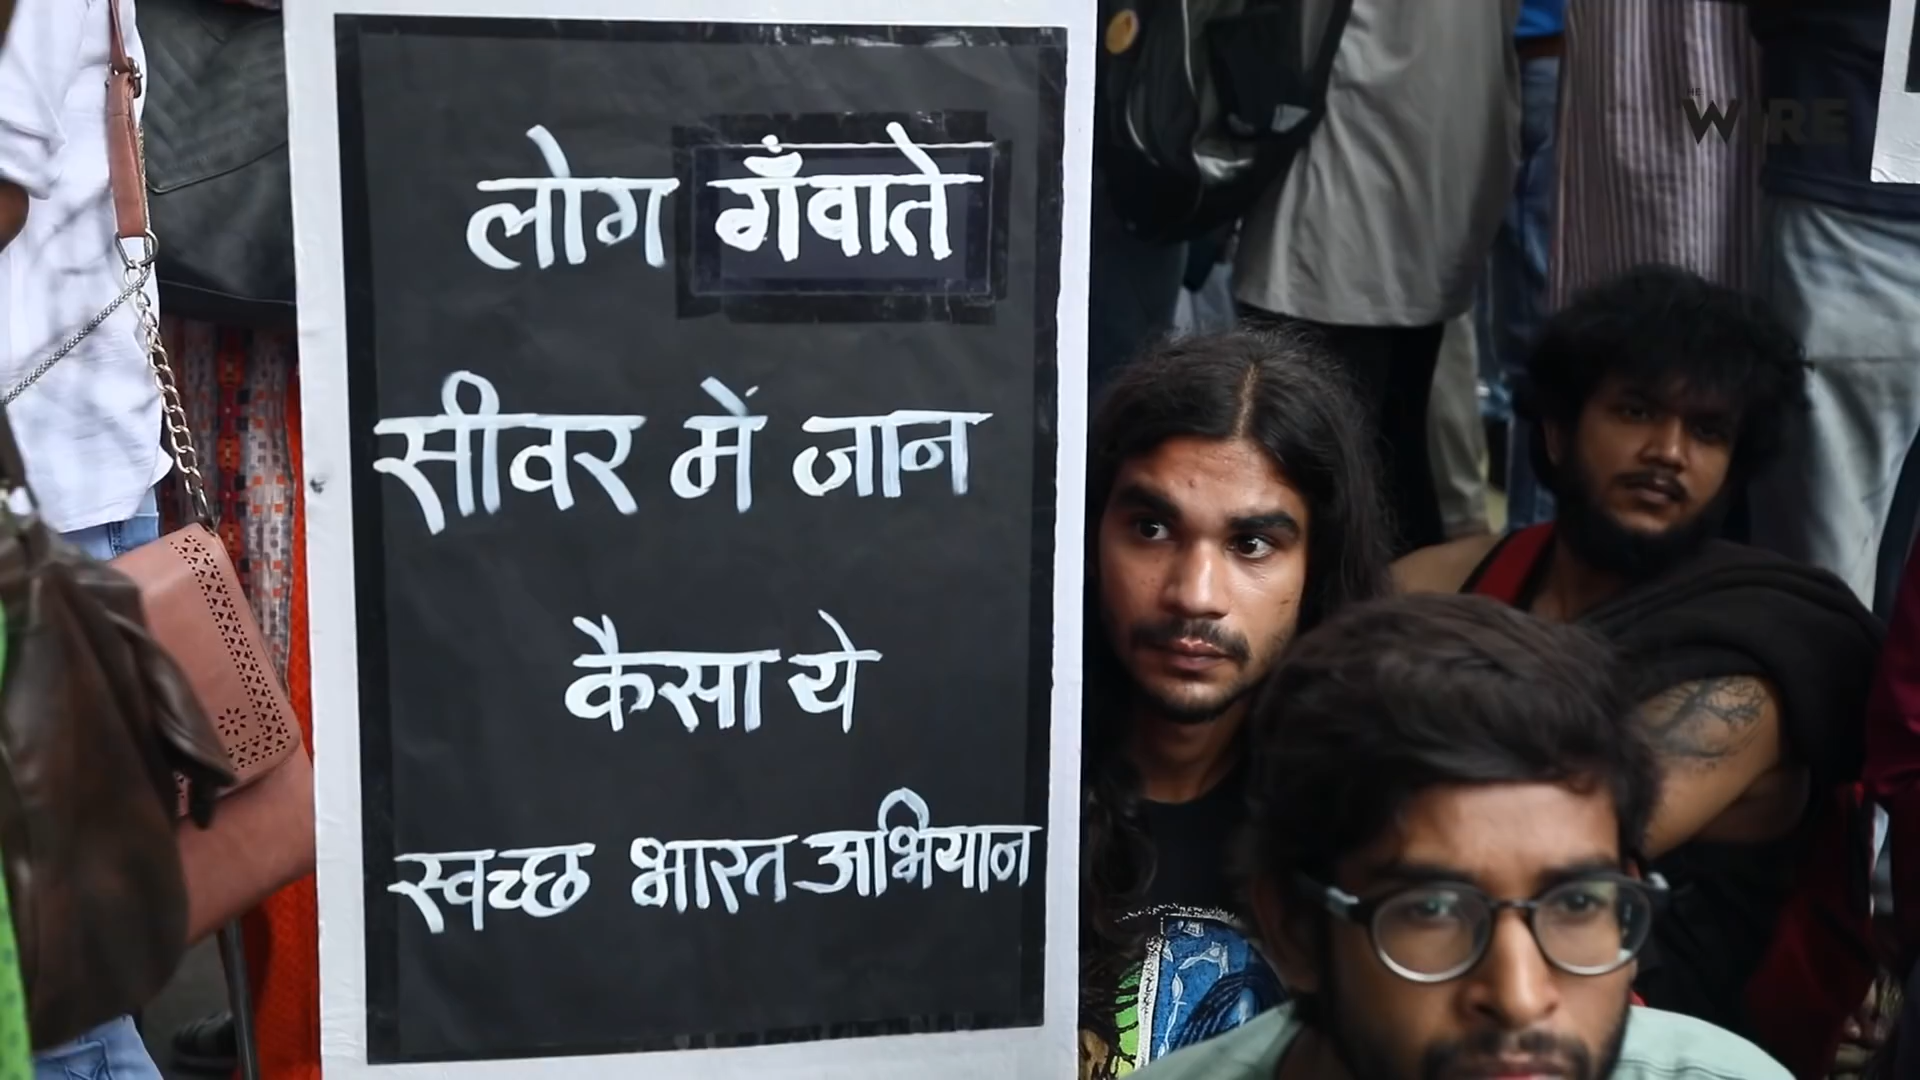 लोग गँवाते
सीवर में जान
कैसा ये
स्वच्छ भारत अभियान
THE WIRE